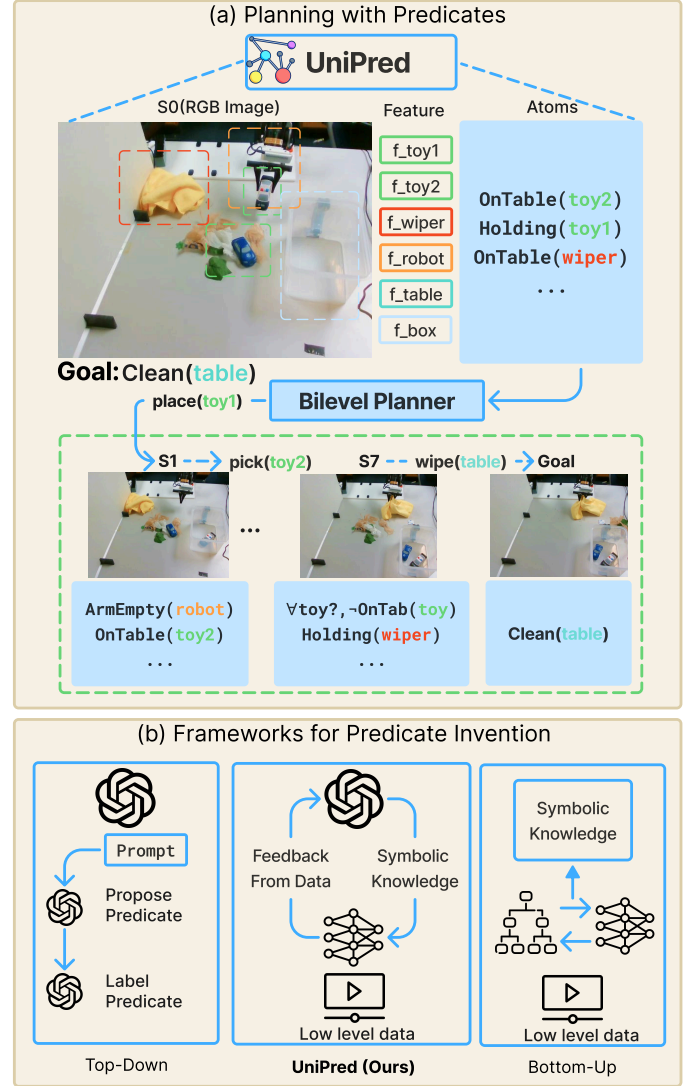 (a) Planning with Predicates
UniPred
S0(RGB Image)
Feature
Atoms
f_toy1
f_toy2
f_wiper
f_robot
f_table
f_box
OnTable(toy2)
Holding(toy1)
OnTable(wiper)
...
Goal: Clean(table)
place(toy1)
Bilevel Planner
S1
pick(toy2)
S7
wipe(table)
Goal
...
ArmEmpty(robot)
OnTable(toy2)
...
∀toy?,¬OnTab(toy)
Holding(wiper)
...
Clean(table)
(b) Frameworks for Predicate Invention
Prompt
Propose
Predicate
Label
Predicate
Top-Down
Feedback
From Data
Symbolic
Knowledge
Low level data
UniPred (Ours)
Symbolic
Knowledge
Low level data
Bottom-Up